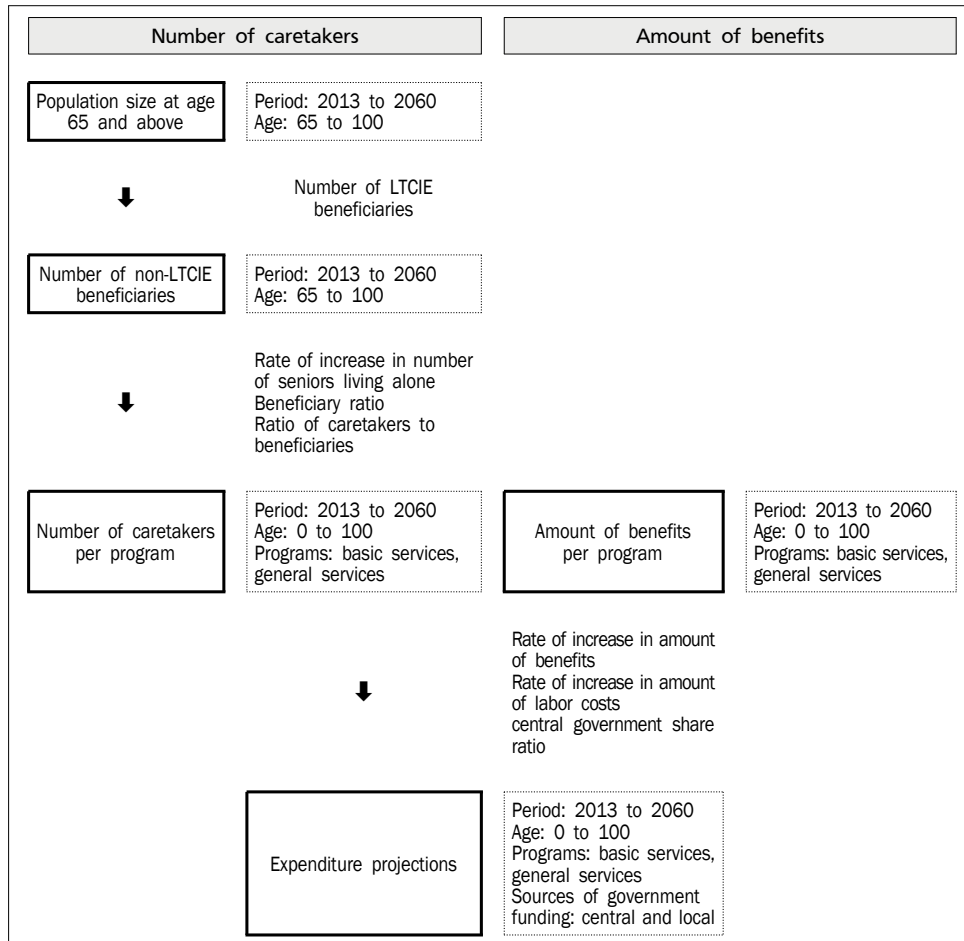 Number of caretakers
Amount of benefits
Population size at age
65 and above
Period: 2013 to 2060
Age: 65 to 100
Number of LTCIE
beneficiaries
Number of non-LTCIE
beneficiaries
Period: 2013 to 2060
Age: 65 to 100
Rate of increase in number
of seniors living alone
Beneficiary ratio
Ratio of caretakers to
beneficiaries
Number of caretakers
per program
Period: 2013 to 2060
Age: 0 to 100
Programs: basic services,
general services
Amount of benefits
per program
Period: 2013 to 2060
Age: 0 to 100
Programs: basic services,
general services
Rate of increase in amount
of benefits
Rate of increase in amount
of labor costs
central government share
ratio
Expenditure projections
Period: 2013 to 2060
Age: 0 to 100
Programs: basic services,
general services
Sources of government
funding: central and local